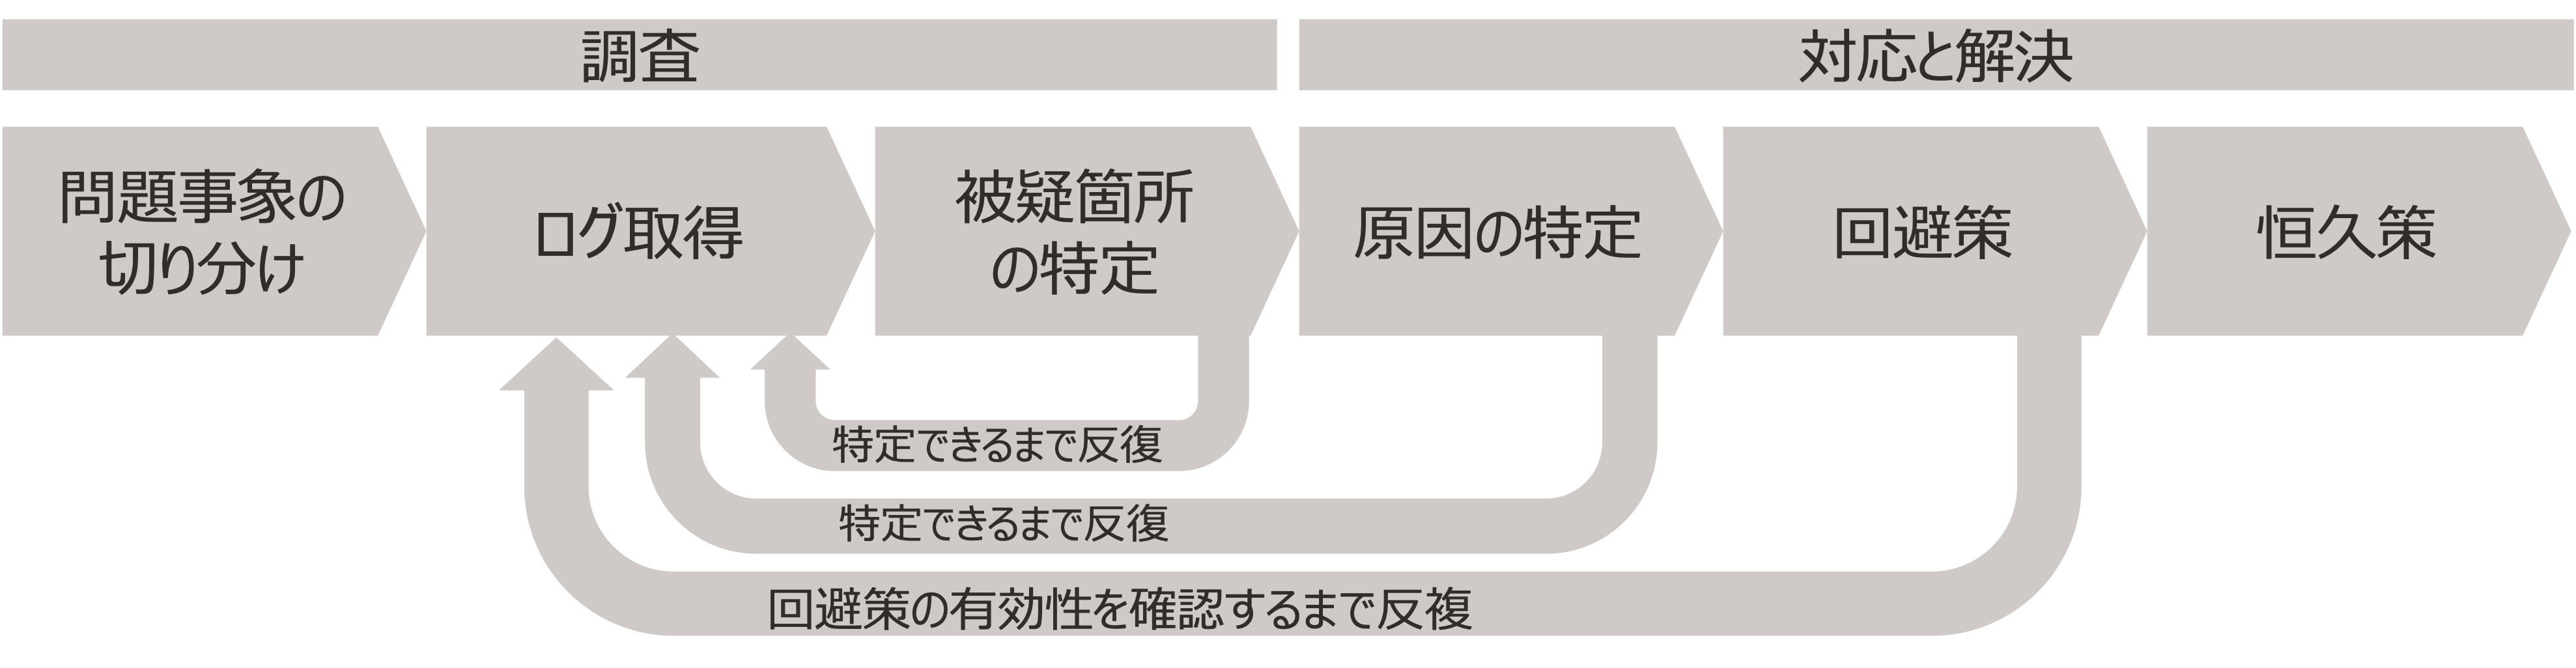 調査
対応と解決
問題事象の
切り分け
ログ取得
被疑箇所
の特定
原因の特定
回避策
恒久策
特定できるまで反復
特定できるまで反復
回避策の有効性を確認するまで反復